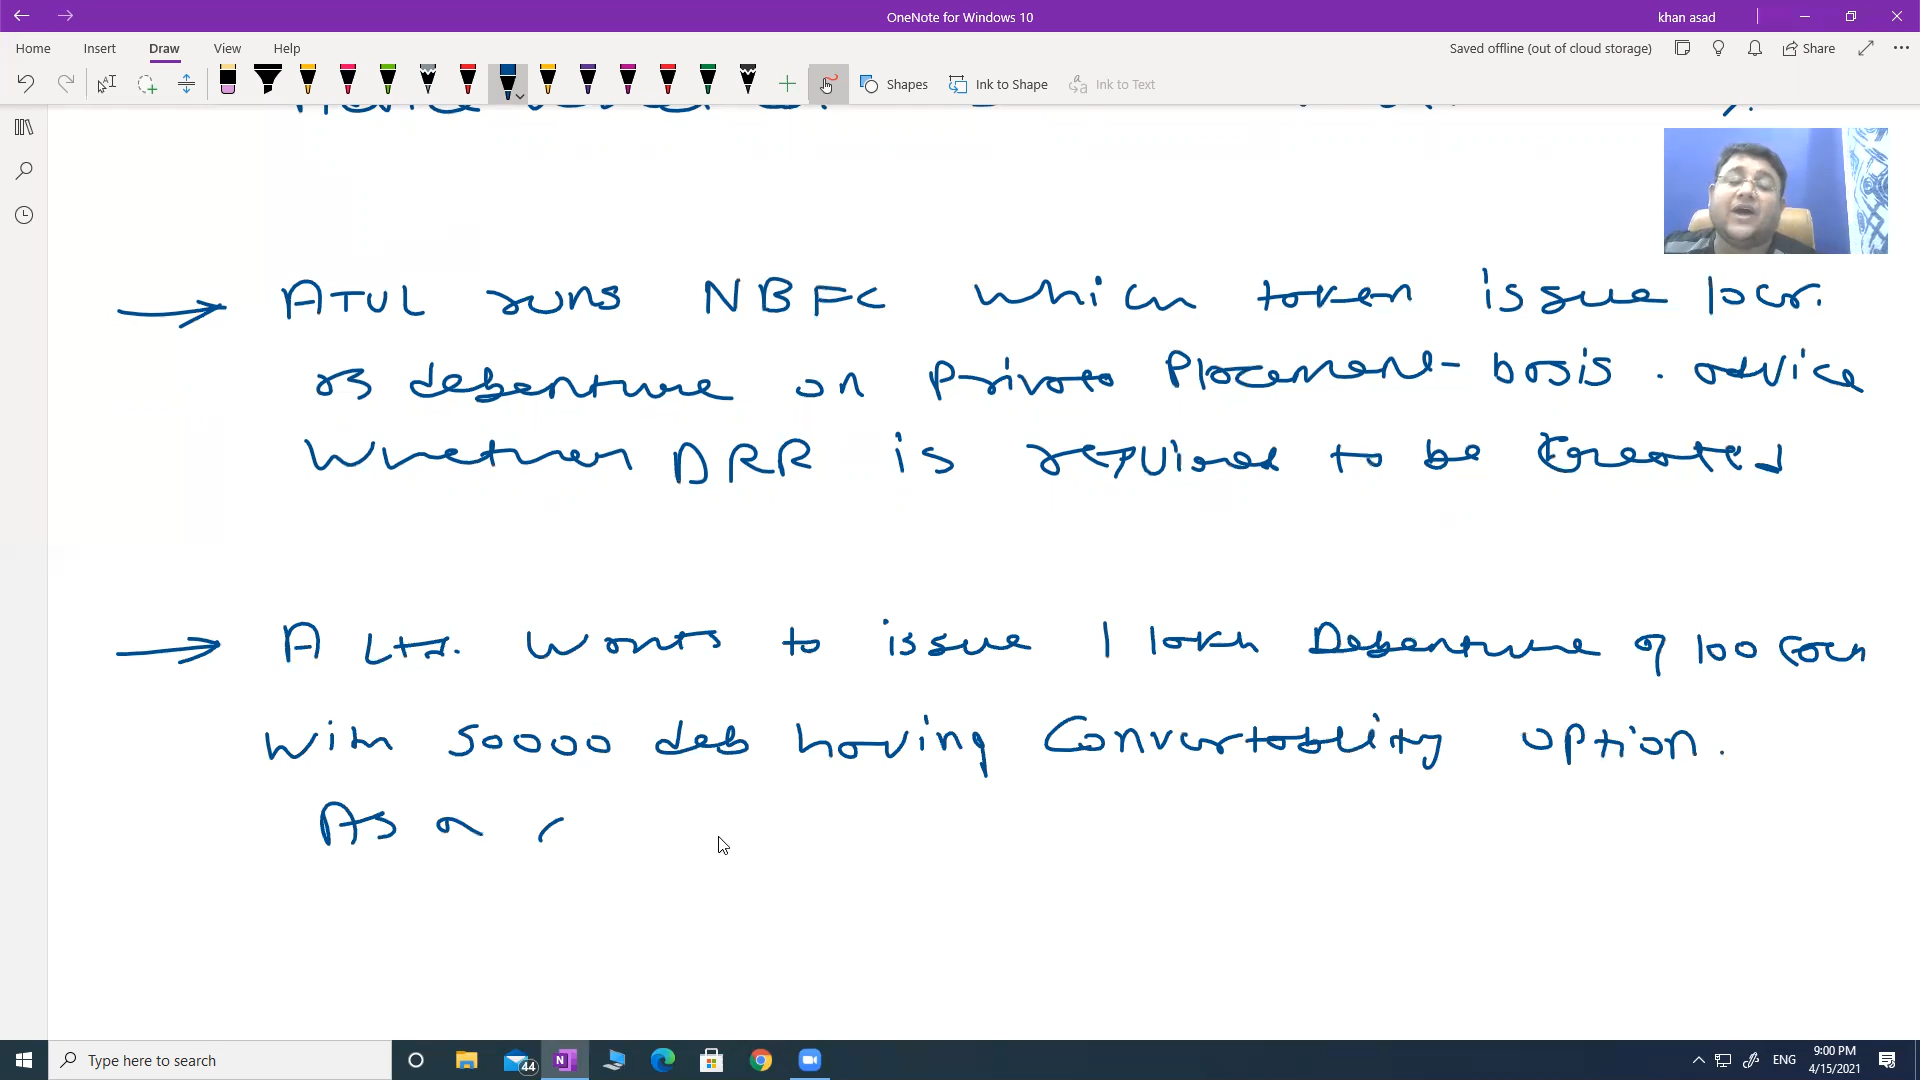 OneNote for Windows 10
khan asad
Home Insert Draw View Help
Saved offline (out of cloud storage)
Share
Shapes
Ink to Shape
Ink to Text
→ ATUL runs NBFC which taken issue 10cr.
rs debenture on private placement basis. advice
whether DRR is required to be created
→ A Ltd. wants to issue 1 lakh Debenture of 100 each
with 50000 deb having Convertability option.
As a
Type here to search
44
ENG
9:00 PM
4/15/2021